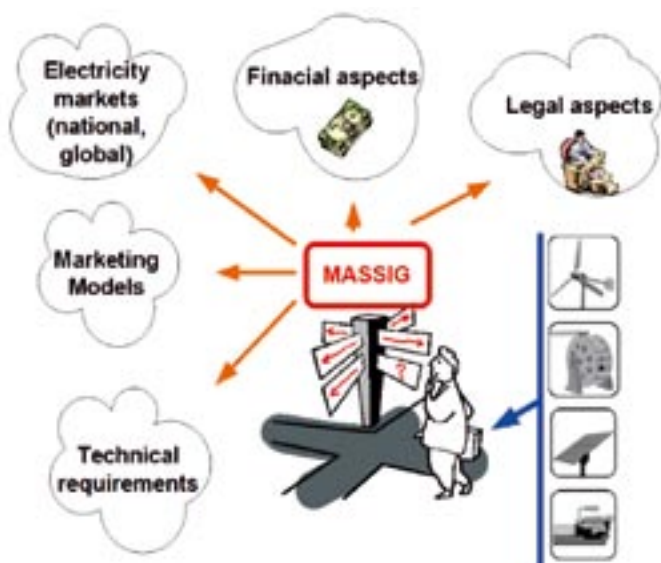 Electricity
markets
(national,
global)
Finacial aspects
Legal aspects
Marketing
Models
MASSIG
?
Technical
requirements